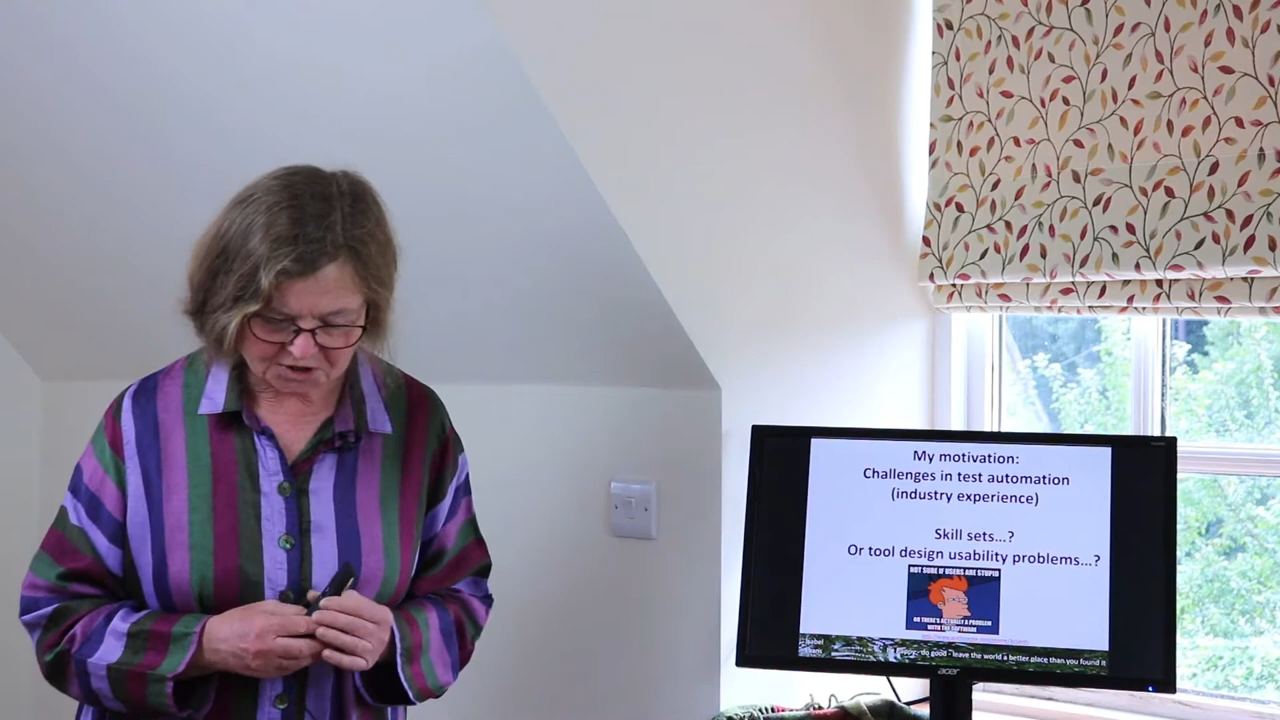 My motivation:
Challenges in test automation
(industry experience)
Skill sets...?
Or tool design usability problems...?
NOT SURE IF USERS ARE STUPID
OR THERE'S ACTUALLY A PROBLEM
WITH THE SOFTWARE
Isabel
Evans
happy - do good - leave the world a better place than you found it
acer